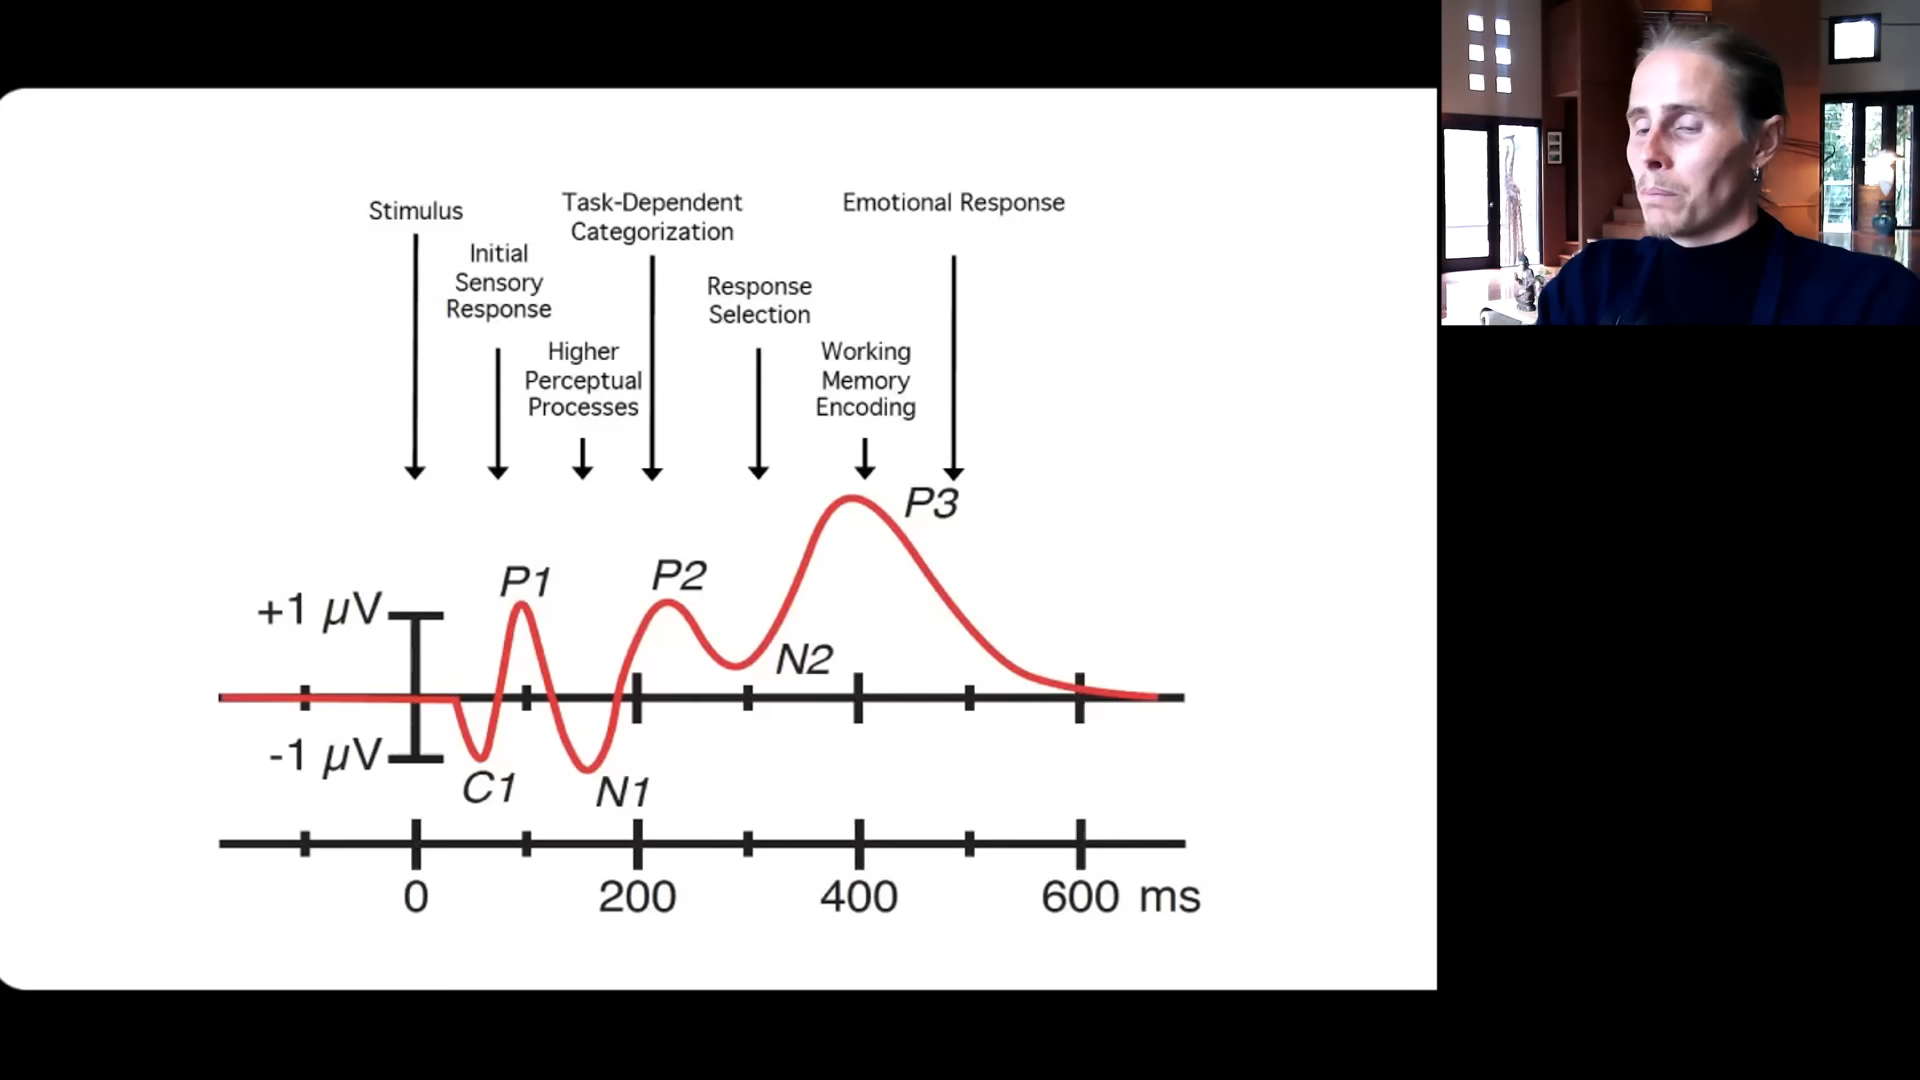 Stimulus
Initial
Sensory
Response
Higher
Perceptual
Processes
Task-Dependent
Categorization
Response
Selection
Working
Memory
Encoding
Emotional Response
P1
P2
P3
N2
+1 µV
-1 µV
C1
N1
0
200
400
600 ms